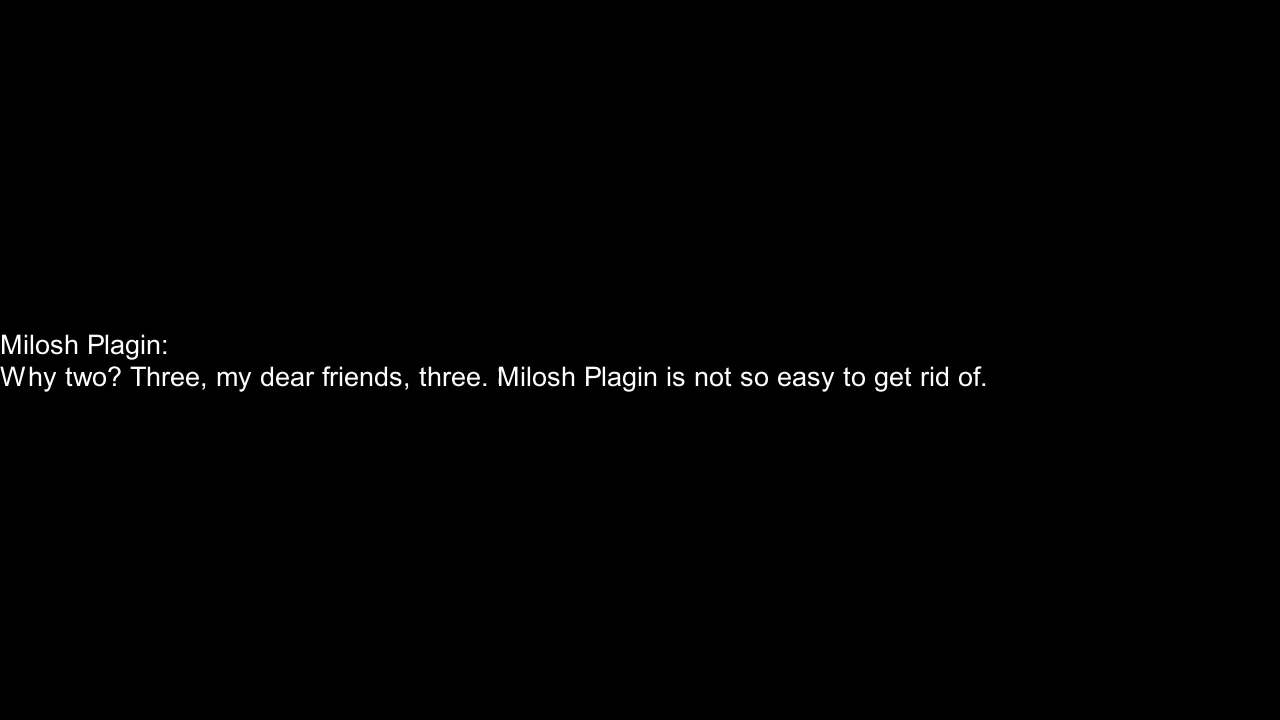 Milosh Plagin:
Why two? Three, my dear friends, three. Milosh Plagin is not so easy to get rid of.